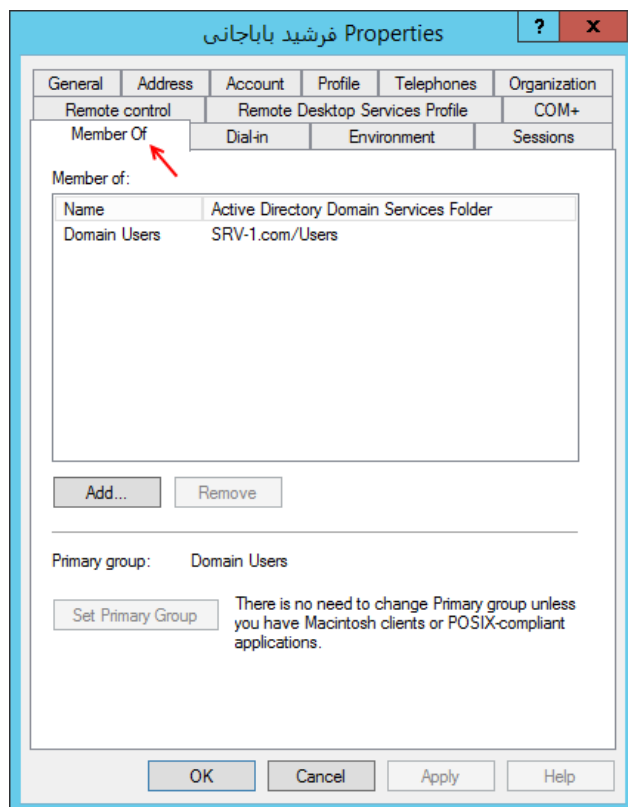 فرشید باباجانی Properties
? x
General Address Account Profile Telephones Organization
Remote control Remote Desktop Services Profile COM+
Member Of Dial-in Environment Sessions
Member of:
Name Active Directory Domain Services Folder
Domain Users SRV-1.com/Users
Add... Remove
Primary group: Domain Users
Set Primary Group
There is no need to change Primary group unless
you have Macintosh clients or POSIX-compliant
applications.
OK Cancel Apply Help